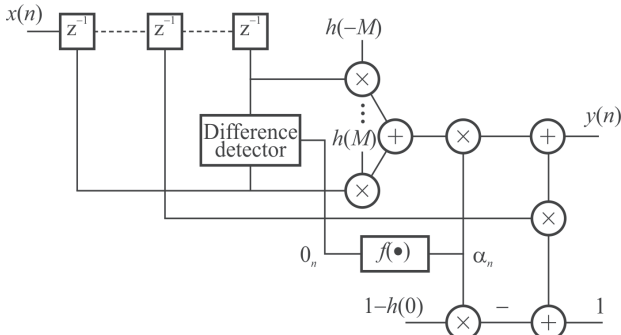 x(n)
z⁻¹ z⁻¹ z⁻¹
h(−M)
×
Difference
detector
h(M)
+ × + y(n)
×
×
0ₙ f(•) αₙ
1−h(0) × − + 1